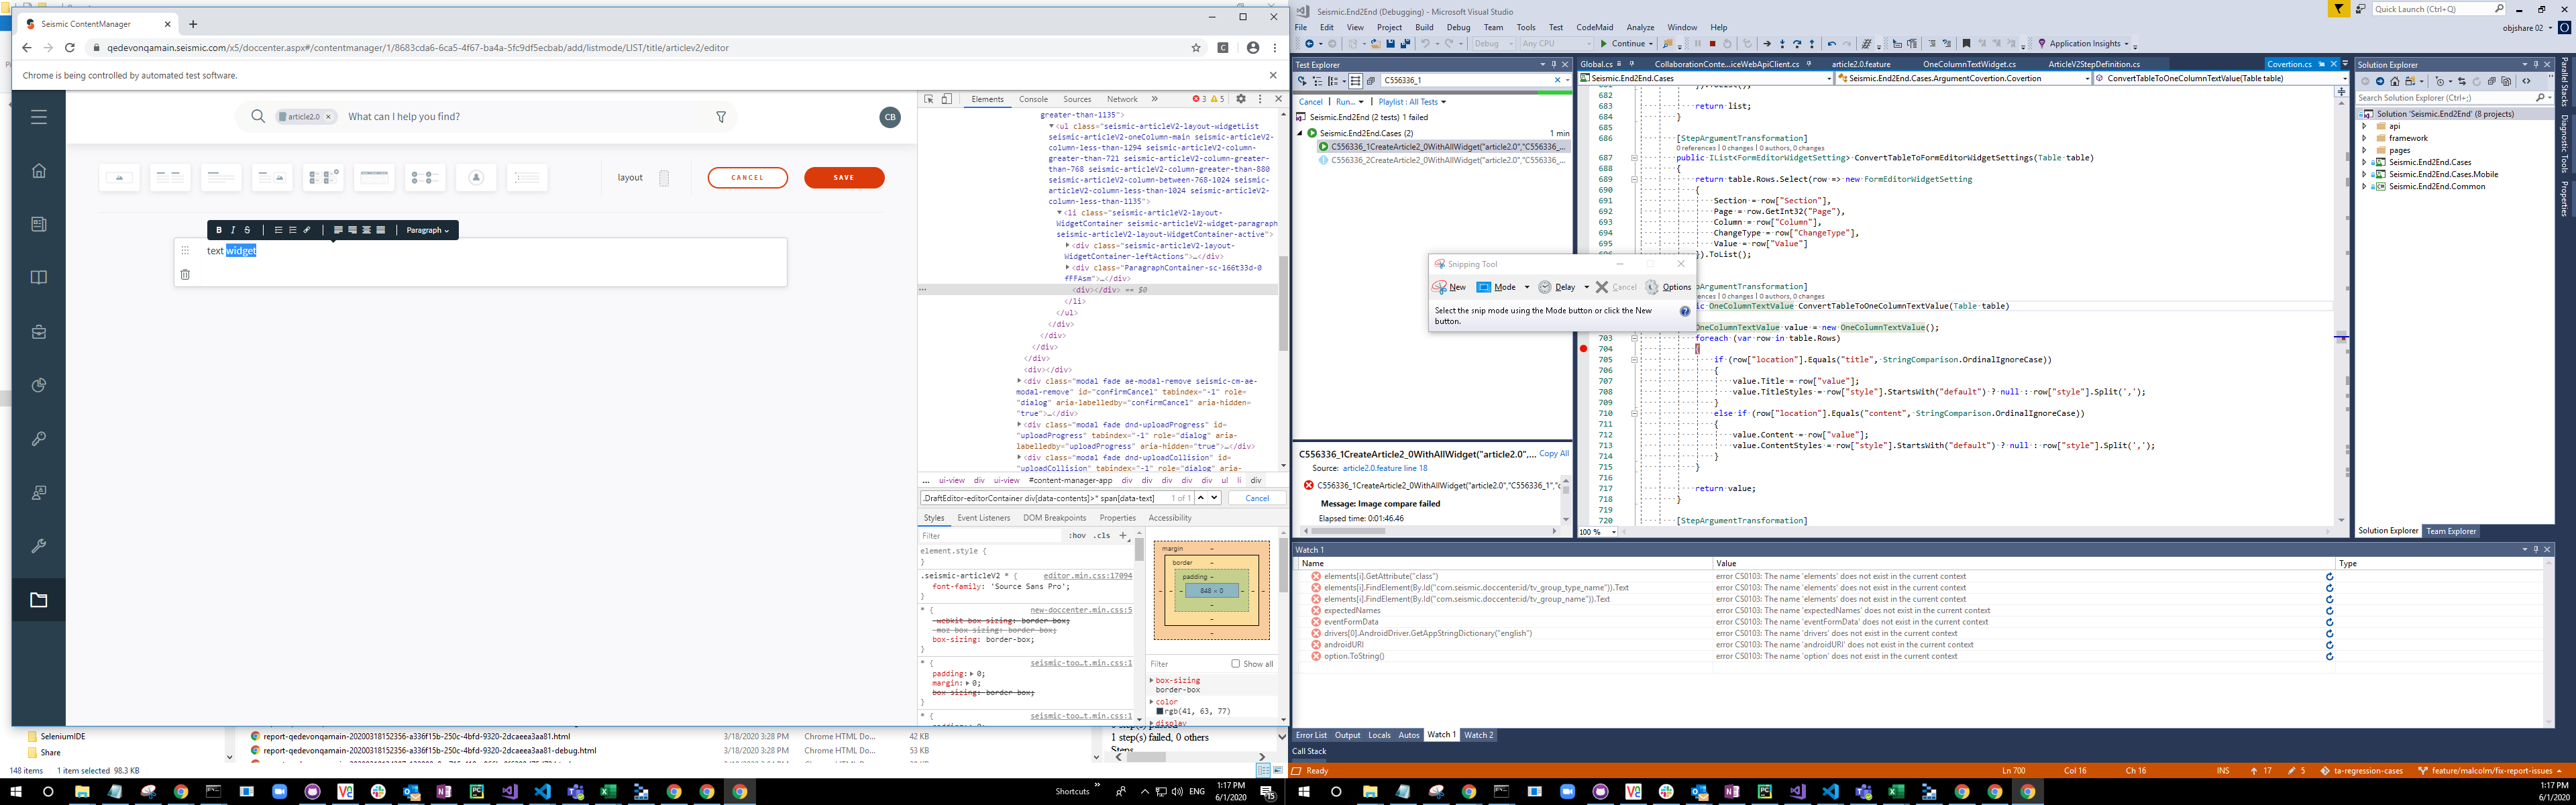 Seismic ContentManager
qedevonqamain.seismic.com/x5/doccenter.aspx#/contentmanager/1/8683cda6-6ca5-4f67-ba4a-5fc9df5ecbab/add/listmode/LIST/title/articlev2/editor
Chrome is being controlled by automated test software.
article2.0 ×
What can I help you find?
CB
layout
CANCEL
SAVE
B I S
Paragraph
text widget
Elements Console Sources Network » 3 5
greater-than-1135">
▼<ul class="seismic-articleV2-layout-widgetList
seismic-articleV2-oneColumn-main seismic-articleV2-
column-less-than-1294 seismic-articleV2-column-
greater-than-721 seismic-articleV2-column-greater-
than-768 seismic-articleV2-column-greater-than-880
seismic-articleV2-column-between-768-1024 seismic-
articleV2-column-less-than-1024 seismic-articleV2-
column-less-than-1135">
▼<li class="seismic-articleV2-layout-
WidgetContainer seismic-articleV2-widget-paragraph
seismic-articleV2-layout-WidgetContainer-active">
▶<div class="seismic-articleV2-layout-
WidgetContainer-leftActions">…</div>
▶<div class="ParagraphContainer-sc-166t33d-0
fFFAsm">…</div>
<div></div> == $0
</li>
</ul>
</div>
</div>
</div>
</div>
<div></div>
▶<div class="modal fade ae-modal-remove seismic-cm-ae-
modal-remove" id="confirmCancel" tabindex="-1" role=
"dialog" aria-labelledby="confirmCancel" aria-hidden=
"true">…</div>
▶<div class="modal fade dnd-uploadProgress" id=
"uploadProgress" tabindex="-1" role="dialog" aria-
labelledby="uploadProgress" aria-hidden="true">…</div>
▶<div class="modal fade dnd-uploadCollision" id=
"uploadCollision" tabindex="-1" role="dialog" aria-
... ui-view div ui-view #content-manager-app div div div div div ul li div
.DraftEditor-editorContainer div[data-contents]>* span[data-text] 1 of 1 Cancel
Styles Event Listeners DOM Breakpoints Properties Accessibility
Filter :hov .cls +
element.style {
}
.seismic-articleV2 * { editor.min.css:17094
font-family: 'Source Sans Pro';
}
* { new-doccenter.min.css:5
-webkit-box-sizing: border-box;
-moz-box-sizing: border-box;
box-sizing: border-box;
}
* { seismic-too…t.min.css:1
padding:▶ 0;
margin:▶ 0;
box-sizing: border-box;
}
* { seismic-too…t.min.css:1
margin –
border –
padding –
848 × 0
Filter Show all
▶ box-sizing
border-box
▶ color
rgb(41, 63, 77)
▶ display
SeleniumIDE
Share
report-qedevonqamain-20200318152356-a336f15b-250c-4bfd-9320-2dcaeea3aa81.html 3/18/2020 3:28 PM Chrome HTML Do... 42 KB
report-qedevonqamain-20200318152356-a336f15b-250c-4bfd-9320-2dcaeea3aa81-debug.html 3/18/2020 3:28 PM Chrome HTML Do... 53 KB
1 step(s) failed, 0 others
Steps
148 items 1 item selected 98.3 KB
Shortcuts » ENG 1:17 PM
6/1/2020
Seismic.End2End (Debugging) - Microsoft Visual Studio
Quick Launch (Ctrl+Q)
File Edit View Project Build Debug Team Tools Test CodeMaid Analyze Window Help
objshare 02
Debug Any CPU Continue Application Insights
Test Explorer
C556336_1
Cancel | Run... | Playlist : All Tests
Seismic.End2End (2 tests) 1 failed
Seismic.End2End.Cases (2) 1 min
C556336_1CreateArticle2_0WithAllWidget("article2.0","C556336_...
C556336_2CreateArticle2_0WithAllWidget("article2.0","C556336_...
C556336_1CreateArticle2_0WithAllWidget("article2.0",... Copy All
Source: article2.0.feature line 18
C556336_1CreateArticle2_0WithAllWidget("article2.0","C556336_1","c
Message: Image compare failed
Elapsed time: 0:01:46.46
Global.cs CollaborationConte...iceWebApiClient.cs article2.0.feature OneColumnTextWidget.cs ArticleV2StepDefinition.cs Covertion.cs
Seismic.End2End.Cases Seismic.End2End.Cases.ArgumentCovertion.Covertion ConvertTableToOneColumnTextValue(Table table)
682
683 return list;
684 }
685
686 [StepArgumentTransformation]
0 references | 0 changes | 0 authors, 0 changes
687 public IList<FormEditorWidgetSetting> ConvertTableToFormEditorWidgetSettings(Table table)
688 {
689 return table.Rows.Select(row => new FormEditorWidgetSetting
690 {
691 Section = row["Section"],
692 Page = row.GetInt32("Page"),
693 Column = row["Column"],
694 ChangeType = row["ChangeType"],
695 Value = row["Value"]
}).ToList();
pArgumentTransformation]
rences | 0 changes | 0 authors, 0 changes
ic OneColumnTextValue ConvertTableToOneColumnTextValue(Table table)
OneColumnTextValue value = new OneColumnTextValue();
703 foreach (var row in table.Rows)
704 {
705 if (row["location"].Equals("title", StringComparison.OrdinalIgnoreCase))
706 {
707 value.Title = row["value"];
708 value.TitleStyles = row["style"].StartsWith("default") ? null : row["style"].Split(',');
709 }
710 else if (row["location"].Equals("content", StringComparison.OrdinalIgnoreCase))
711 {
712 value.Content = row["value"];
713 value.ContentStyles = row["style"].StartsWith("default") ? null : row["style"].Split(',');
714 }
715 }
716
717 return value;
718 }
719
720 [StepArgumentTransformation]
100 %
Snipping Tool
New Mode Delay Cancel Options
Select the snip mode using the Mode button or click the New
button.
Solution Explorer
Search Solution Explorer (Ctrl+;)
Solution 'Seismic.End2End' (8 projects)
api
framework
pages
Seismic.End2End.Cases
Seismic.End2End.Cases.Mobile
Seismic.End2End.Common
Solution Explorer Team Explorer
Parallel Stacks Diagnostic Tools Properties
Watch 1
Name Value Type
elements[i].GetAttribute("class") error CS0103: The name 'elements' does not exist in the current context
elements[i].FindElement(By.Id("com.seismic.doccenter:id/tv_group_type_name")).Text error CS0103: The name 'elements' does not exist in the current context
elements[i].FindElement(By.Id("com.seismic.doccenter:id/tv_group_name")).Text error CS0103: The name 'elements' does not exist in the current context
expectedNames error CS0103: The name 'expectedNames' does not exist in the current context
eventFormData error CS0103: The name 'eventFormData' does not exist in the current context
drivers[0].AndroidDriver.GetAppStringDictionary("english") error CS0103: The name 'drivers' does not exist in the current context
androidURI error CS0103: The name 'androidURI' does not exist in the current context
option.ToString() error CS0103: The name 'option' does not exist in the current context
Error List Output Locals Autos Watch 1 Watch 2
Call Stack
Ready Ln 700 Col 16 Ch 16 INS 17 5 ta-regression-cases feature/malcolm/fix-report-issues
1:17 PM
6/1/2020